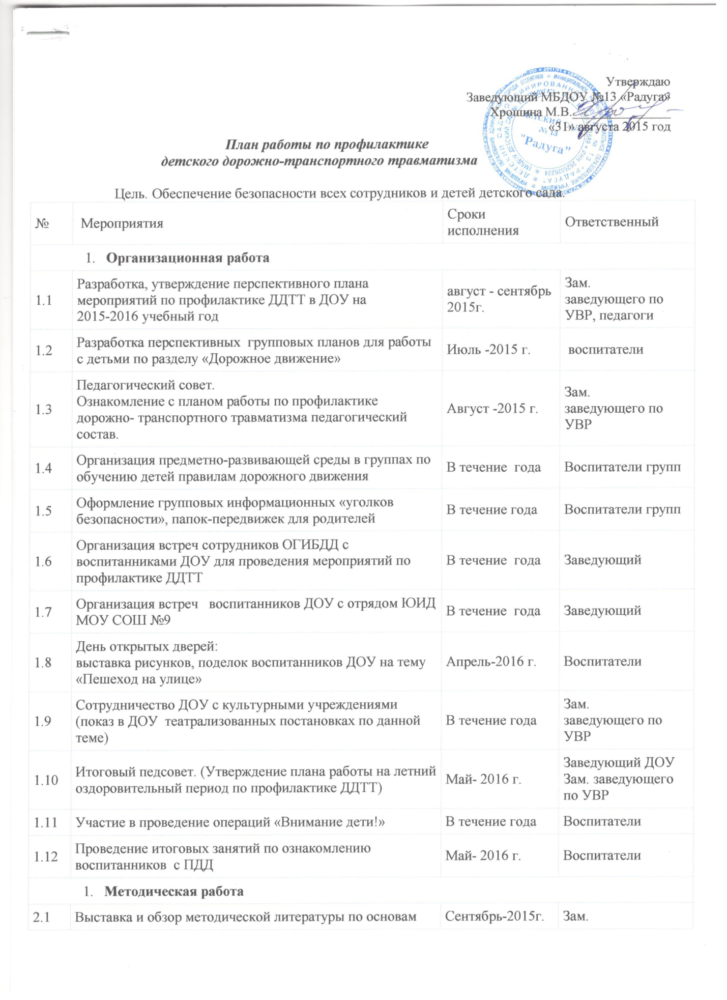 Утверждаю
Заведующий МБДОУ №13 «Радуга»
Хрошина М.В.
«31» августа 2015 год
ДЕТСКИЙ САД
№ 13
"Радуга"
План работы по профилактике
детского дорожно-транспортного травматизма
Цель. Обеспечение безопасности всех сотрудников и детей детского сада.
№ Мероприятия Сроки исполнения Ответственный
1. Организационная работа
1.1
Разработка, утверждение перспективного плана
мероприятий по профилактике ДДТТ в ДОУ на
2015-2016 учебный год
август - сентябрь
2015г.
Зам.
заведующего по
УВР, педагоги
1.2
Разработка перспективных групповых планов для работы
с детьми по разделу «Дорожное движение»
Июль -2015 г.
воспитатели
1.3
Педагогический совет.
Ознакомление с планом работы по профилактике
дорожно- транспортного травматизма педагогический
состав.
Август -2015 г.
Зам.
заведующего по
УВР
1.4
Организация предметно-развивающей среды в группах по
обучению детей правилам дорожного движения
В течение года
Воспитатели групп
1.5
Оформление групповых информационных «уголков
безопасности», папок-передвижек для родителей
В течение года
Воспитатели групп
1.6
Организация встреч сотрудников ОГИБДД с
воспитанниками ДОУ для проведения мероприятий по
профилактике ДДТТ
В течение года
Заведующий
1.7
Организация встреч воспитанников ДОУ с отрядом ЮИД
МОУ СОШ №9
В течение года
Заведующий
1.8
День открытых дверей:
выставка рисунков, поделок воспитанников ДОУ на тему
«Пешеход на улице»
Апрель-2016 г.
Воспитатели
1.9
Сотрудничество ДОУ с культурными учреждениями
(показ в ДОУ театрализованных постановках по данной
теме)
В течение года
Зам.
заведующего по
УВР
1.10
Итоговый педсовет. (Утверждение плана работы на летний
оздоровительный период по профилактике ДДТТ)
Май- 2016 г.
Заведующий ДОУ
Зам. заведующего
по УВР
1.11
Участие в проведение операций «Внимание дети!»
В течение года
Воспитатели
1.12
Проведение итоговых занятий по ознакомлению
воспитанников с ПДД
Май- 2016 г.
Воспитатели
1. Методическая работа
2.1
Выставка и обзор методической литературы по основам
Сентябрь-2015г.
Зам.